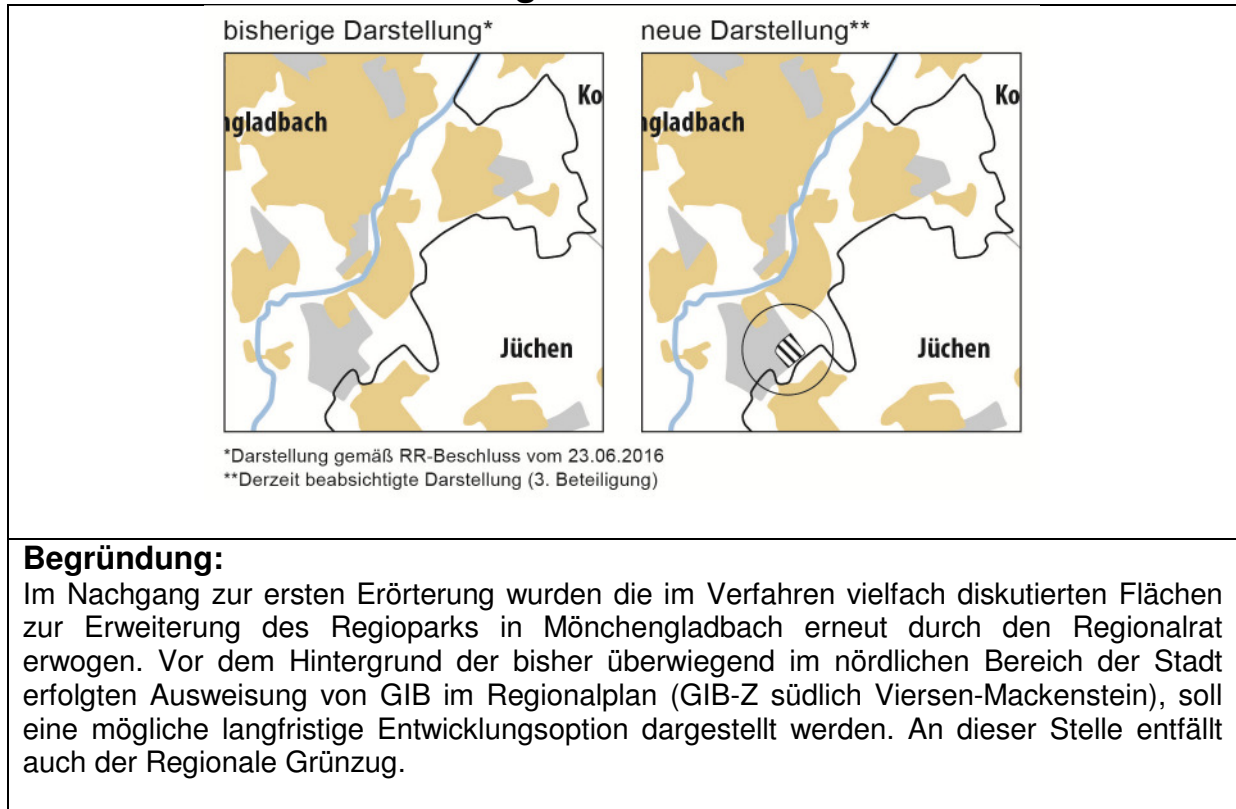 bisherige Darstellung*
neue Darstellung**
Ko
ngladbach
Jüchen
Ko
ngladbach
Jüchen
*Darstellung gemäß RR-Beschluss vom 23.06.2016
**Derzeit beabsichtigte Darstellung (3. Beteiligung)
Begründung:
Im Nachgang zur ersten Erörterung wurden die im Verfahren vielfach diskutierten Flächen
zur Erweiterung des Regioparks in Mönchengladbach erneut durch den Regionalrat
erwogen. Vor dem Hintergrund der bisher überwiegend im nördlichen Bereich der Stadt
erfolgten Ausweisung von GIB im Regionalplan (GIB-Z südlich Viersen-Mackenstein), soll
eine mögliche langfristige Entwicklungsoption dargestellt werden. An dieser Stelle entfällt
auch der Regionale Grünzug.